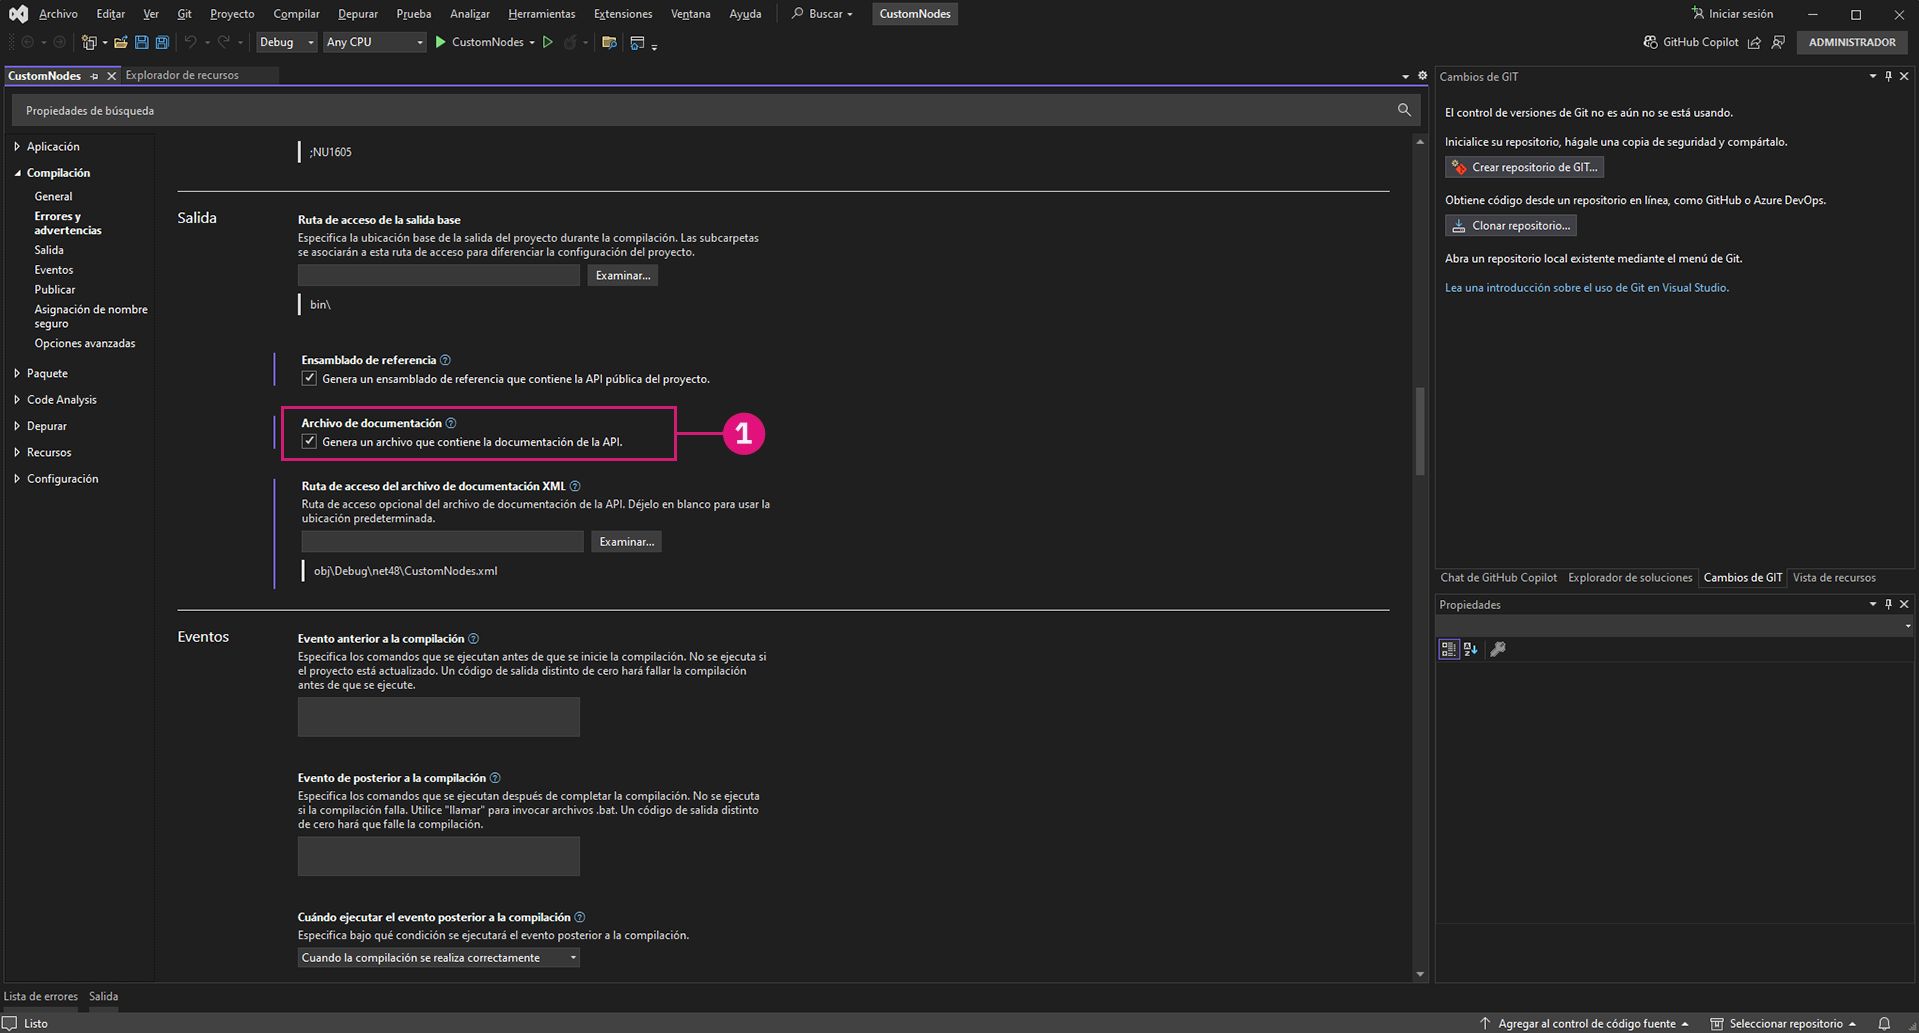 Archivo Editar Ver Git Proyecto Compilar Depurar Prueba Analizar Herramientas Extensiones Ventana Ayuda Buscar CustomNodes Iniciar sesión
Debug Any CPU CustomNodes GitHub Copilot ADMINISTRADOR
CustomNodes Explorador de recursos
Propiedades de búsqueda
Aplicación
Compilación
General
Errores y
advertencias
Salida
Eventos
Publicar
Asignación de nombre
seguro
Opciones avanzadas
Paquete
Code Analysis
Depurar
Recursos
Configuración
;NU1605
Salida
Ruta de acceso de la salida base
Especifica la ubicación base de la salida del proyecto durante la compilación. Las subcarpetas
se asociarán a esta ruta de acceso para diferenciar la configuración del proyecto.
Examinar...
bin\
Ensamblado de referencia
Genera un ensamblado de referencia que contiene la API pública del proyecto.
Archivo de documentación
Genera un archivo que contiene la documentación de la API.
1
Ruta de acceso del archivo de documentación XML
Ruta de acceso opcional del archivo de documentación de la API. Déjelo en blanco para usar la
ubicación predeterminada.
Examinar...
obj\Debug\net48\CustomNodes.xml
Eventos
Evento anterior a la compilación
Especifica los comandos que se ejecutan antes de que se inicie la compilación. No se ejecuta si
el proyecto está actualizado. Un código de salida distinto de cero hará fallar la compilación
antes de que se ejecute.
Evento de posterior a la compilación
Especifica los comandos que se ejecutan después de completar la compilación. No se ejecuta
si la compilación falla. Utilice "llamar" para invocar archivos .bat. Un código de salida distinto
de cero hará que falle la compilación.
Cuándo ejecutar el evento posterior a la compilación
Especifica bajo qué condición se ejecutará el evento posterior a la compilación.
Cuando la compilación se realiza correctamente
Cambios de GIT
El control de versiones de Git no es aún no se está usando.
Inicialice su repositorio, hágale una copia de seguridad y compártalo.
Crear repositorio de GIT...
Obtiene código desde un repositorio en línea, como GitHub o Azure DevOps.
Clonar repositorio...
Abra un repositorio local existente mediante el menú de Git.
Lea una introducción sobre el uso de Git en Visual Studio.
Chat de GitHub Copilot Explorador de soluciones Cambios de GIT Vista de recursos
Propiedades
Lista de errores Salida
Listo Agregar al control de código fuente Seleccionar repositorio